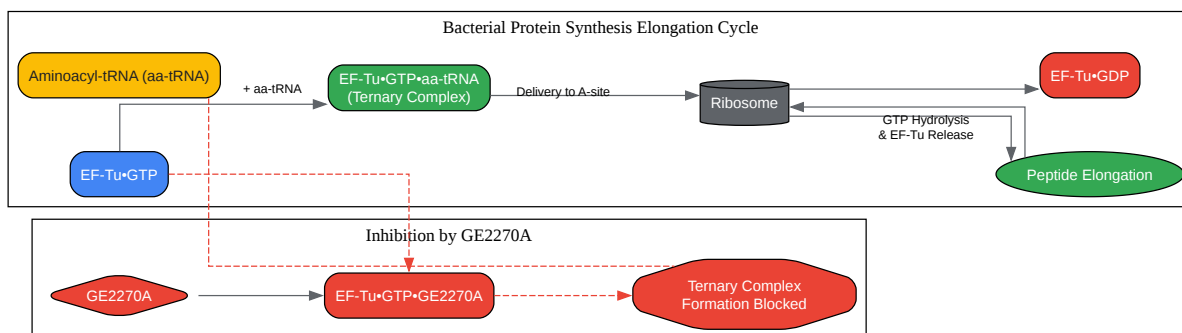 Bacterial Protein Synthesis Elongation Cycle
Aminoacyl-tRNA (aa-tRNA)
+ aa-tRNA
EF-Tu•GTP•aa-tRNA
(Ternary Complex)
Delivery to A-site
Ribosome
EF-Tu•GDP
GTP Hydrolysis
& EF-Tu Release
EF-Tu•GTP
Peptide Elongation
Inhibition by GE2270A
GE2270A
EF-Tu•GTP•GE2270A
Ternary Complex
Formation Blocked